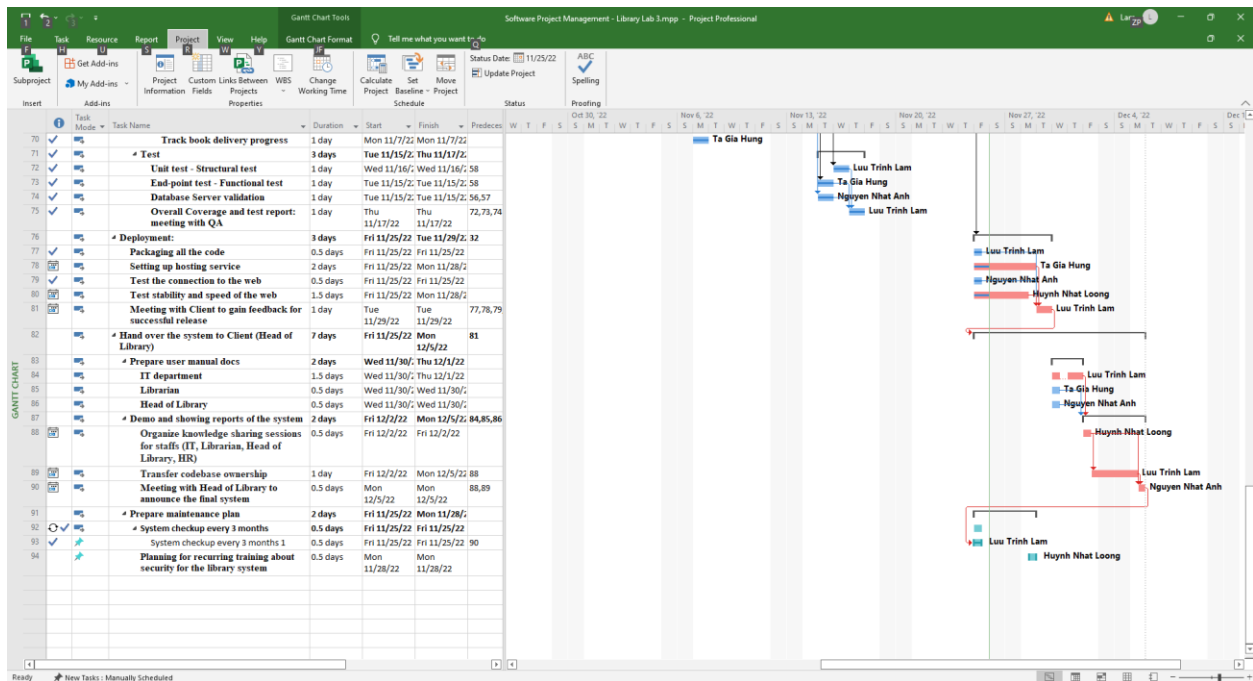 Gantt Chart Tools
Software Project Management - Library Lab 3.mpp - Project Professional
1 2 3
File Task Resource Report Project View Help Gantt Chart Format Tell me what you want to do
F H U S R W Y JF Q
Subproject
Insert
Get Add-ins
My Add-ins
Add-ins
Project Information
Custom Fields
Links Between Projects
WBS
Change Working Time
Properties
Calculate Project
Set Baseline
Move Project
Schedule
Status Date: 11/25/22
Update Project
Status
ABC
Spelling
Proofing
Task Mode Task Name Duration Start Finish Predeces
Oct 30, '22 Nov 6, '22 Nov 13, '22 Nov 20, '22 Nov 27, '22 Dec 4, '22
W T F S S M T W T F S S M T W T F S S M T W T F S S M T W T F S S M T W T F S S M T W T F S
GANTT CHART
70 Track book delivery progress 1 day Mon 11/7/22 Mon 11/7/22 Ta Gia Hung
71 Test 3 days Tue 11/15/2 Thu 11/17/2
72 Unit test - Structural test 1 day Wed 11/16/2 Wed 11/16/2 58 Luu Trinh Lam
73 End-point test - Functional test 1 day Tue 11/15/2 Tue 11/15/2 58 Ta Gia Hung
74 Database Server validation 1 day Tue 11/15/2 Tue 11/15/2 56,57 Nguyen Nhat Anh
75 Overall Coverage and test report: meeting with QA 1 day Thu 11/17/22 Thu 11/17/22 72,73,74 Luu Trinh Lam
76 Deployment: 3 days Fri 11/25/22 Tue 11/29/2 32
77 Packaging all the code 0.5 days Fri 11/25/22 Fri 11/25/22 Luu Trinh Lam
78 Setting up hosting service 2 days Fri 11/25/22 Mon 11/28/2 Ta Gia Hung
79 Test the connection to the web 0.5 days Fri 11/25/22 Fri 11/25/22 Nguyen Nhat Anh
80 Test stability and speed of the web 1.5 days Fri 11/25/22 Mon 11/28/2 Huynh Nhat Loong
81 Meeting with Client to gain feedback for successful release 1 day Tue 11/29/22 Tue 11/29/22 77,78,79 Luu Trinh Lam
82 Hand over the system to Client (Head of Library) 7 days Fri 11/25/22 Mon 12/5/22 81
83 Prepare user manual docs 2 days Wed 11/30/ Thu 12/1/22
84 IT department 1.5 days Wed 11/30/ Thu 12/1/22 Luu Trinh Lam
85 Librarian 0.5 days Wed 11/30/ Wed 11/30/ Ta Gia Hung
86 Head of Library 0.5 days Wed 11/30/ Wed 11/30/ Nguyen Nhat Anh
87 Demo and showing reports of the system 2 days Fri 12/2/22 Mon 12/5/22 84,85,86
88 Organize knowledge sharing sessions for staffs (IT, Librarian, Head of Library, HR) 0.5 days Fri 12/2/22 Fri 12/2/22 Huynh Nhat Loong
89 Transfer codebase ownership 1 day Fri 12/2/22 Mon 12/5/22 88 Luu Trinh Lam
90 Meeting with Head of Library to announce the final system 0.5 days Mon 12/5/22 Mon 12/5/22 88,89 Nguyen Nhat Anh
91 Prepare maintenance plan 2 days Fri 11/25/22 Mon 11/28/
92 System checkup every 3 months 0.5 days Fri 11/25/22 Fri 11/25/22
93 System checkup every 3 months 1 0.5 days Fri 11/25/22 Fri 11/25/22 90 Luu Trinh Lam
94 Planning for recurring training about security for the library system 0.5 days Mon 11/28/22 Mon 11/28/22 Huynh Nhat Loong
Ready New Tasks : Manually Scheduled